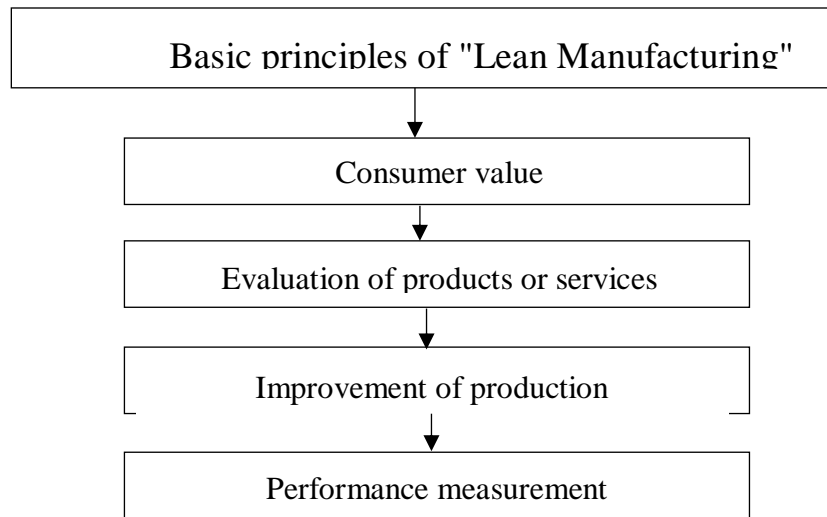 Basic principles of "Lean Manufacturing"
Consumer value
Evaluation of products or services
Improvement of production
Performance measurement